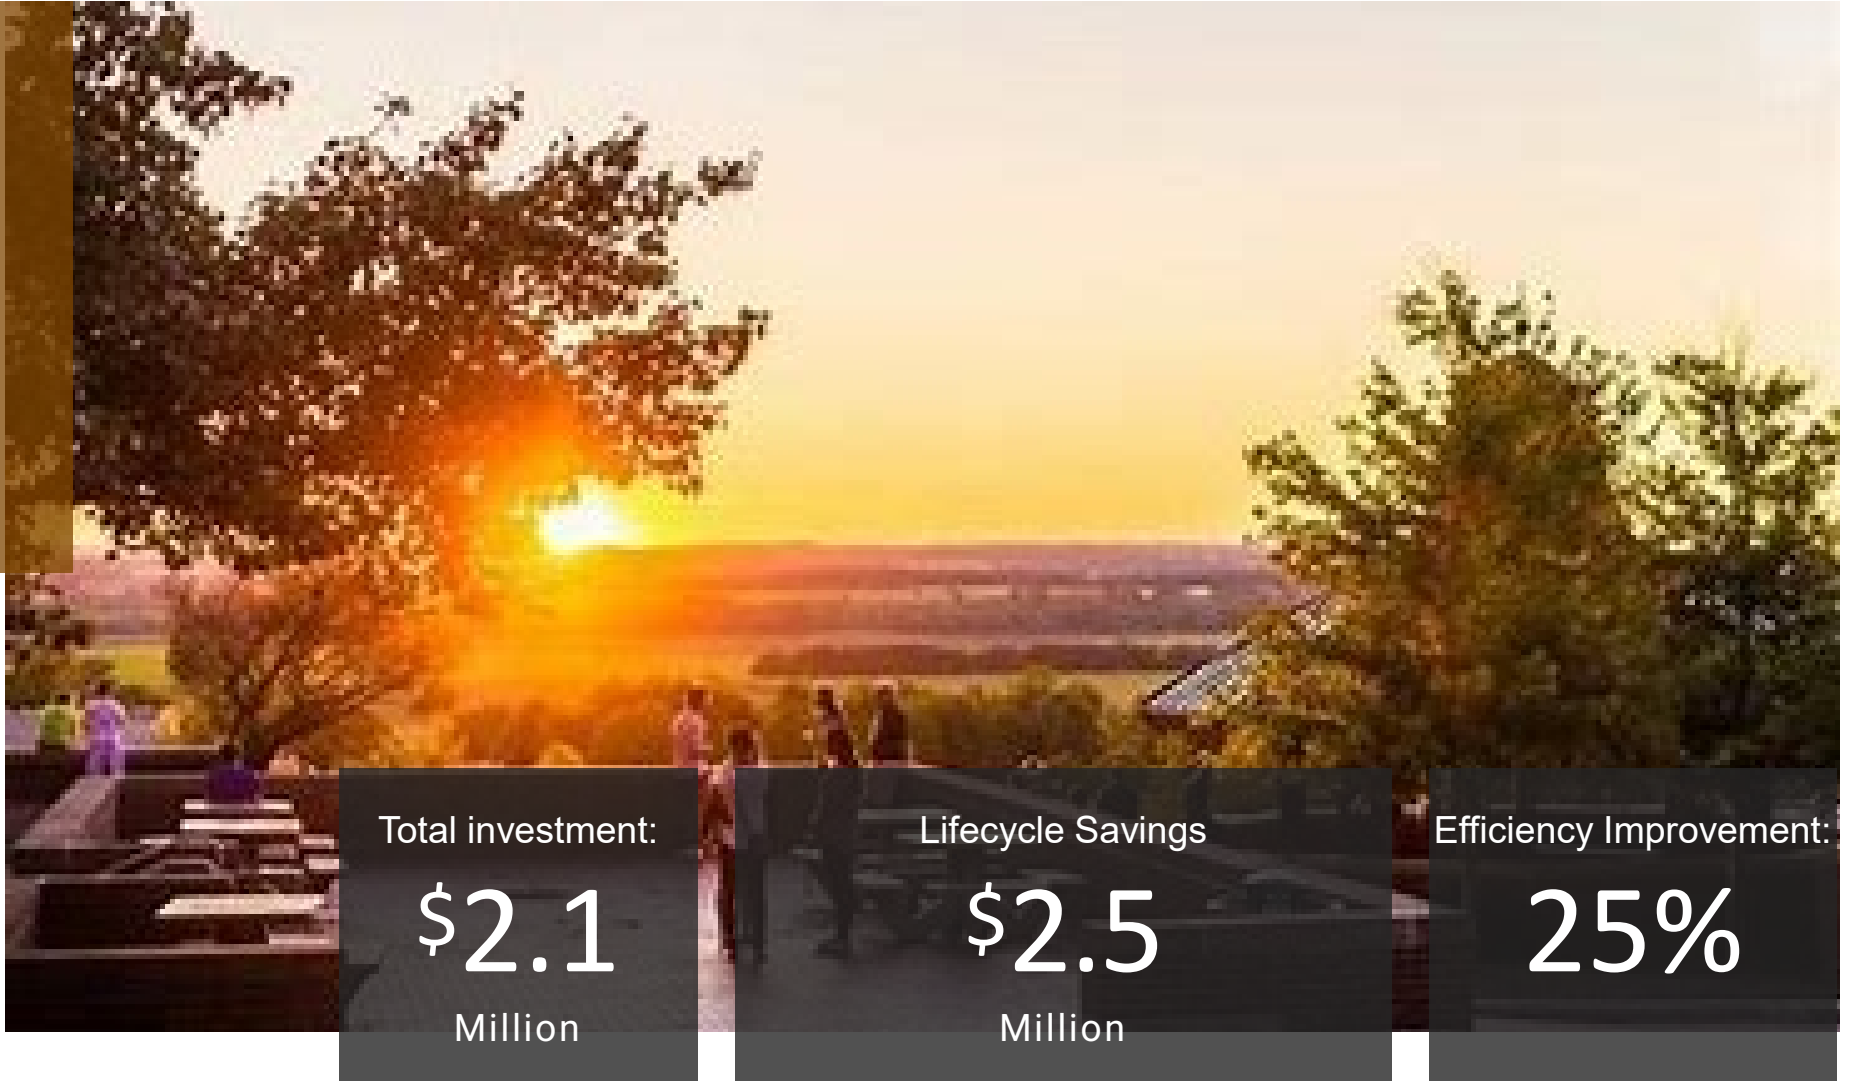 Total investment:
$2.1
Million
Lifecycle Savings
$2.5
Million
Efficiency Improvement:
25%